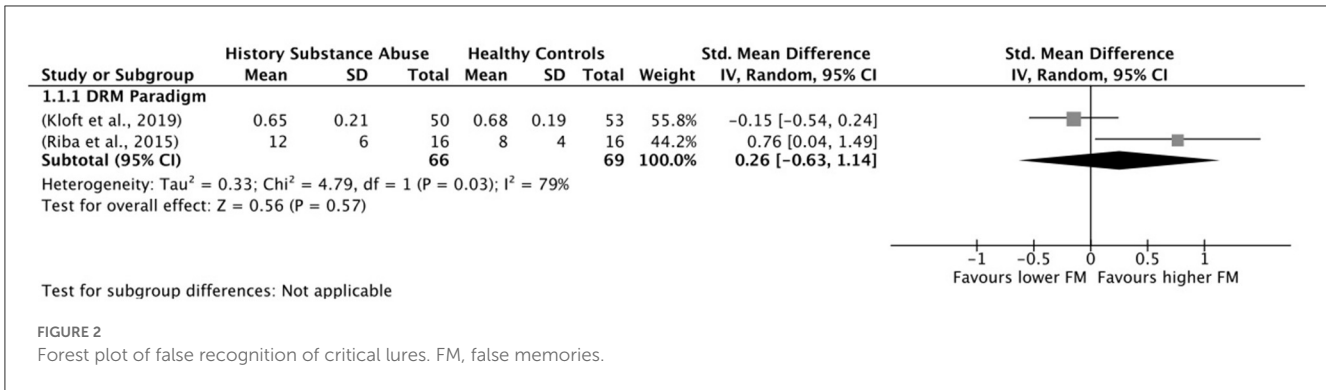 History Substance Abuse Healthy Controls Std. Mean Difference Std. Mean Difference
Study or Subgroup Mean SD Total Mean SD Total Weight IV, Random, 95% CI IV, Random, 95% CI
1.1.1 DRM Paradigm
(Kloft et al., 2019) 0.65 0.21 50 0.68 0.19 53 55.8% −0.15 [−0.54, 0.24]
(Riba et al., 2015) 12 6 16 8 4 16 44.2% 0.76 [0.04, 1.49]
Subtotal (95% CI) 66 69 100.0% 0.26 [−0.63, 1.14]
Heterogeneity: Tau² = 0.33; Chi² = 4.79, df = 1 (P = 0.03); I² = 79%
Test for overall effect: Z = 0.56 (P = 0.57)
−1 −0.5 0 0.5 1
Favours lower FM Favours higher FM
Test for subgroup differences: Not applicable
FIGURE 2
Forest plot of false recognition of critical lures. FM, false memories.